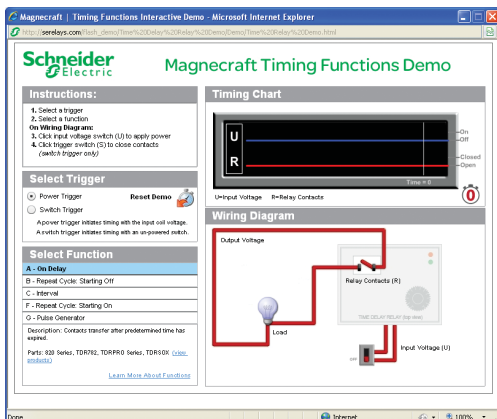 Magnecraft | Timing Functions Interactive Demo - Microsoft Internet Explorer
http://serelays.com/flash_demo/Time%20Delay%20Relay%20Demo/Demo/Time%20Relay%20Demo.html
Schneider
Electric
Magnecraft Timing Functions Demo
Instructions:
1. Select a trigger
2. Select a function
On Wiring Diagram:
3. Click input voltage switch (U) to apply power
4. Click trigger switch (S) to close contacts
(switch trigger only)
Select Trigger
Power Trigger
Reset Demo
Switch Trigger
A power trigger initiates timing with the input coil voltage.
A switch trigger initiates timing with an un-powered switch.
Select Function
A - On Delay
B - Repeat Cycle: Starting Off
C - Interval
F - Repeat Cycle: Starting On
G - Pulse Generator
Description: Contacts transfer after predetermined time has
expired.
Parts: 820 Series, TDR782, TDRPRO Series, TDRSOX (view
products)
Learn More About Functions
Timing Chart
U
R
On
Off
Closed
Open
Time = 0
U=Input Voltage R=Relay Contacts
0
Wiring Diagram
Output Voltage
Relay Contacts (R)
Load
TIME DELAY RELAY (top view)
Input Voltage (U)
OFF
Done
Internet
100%